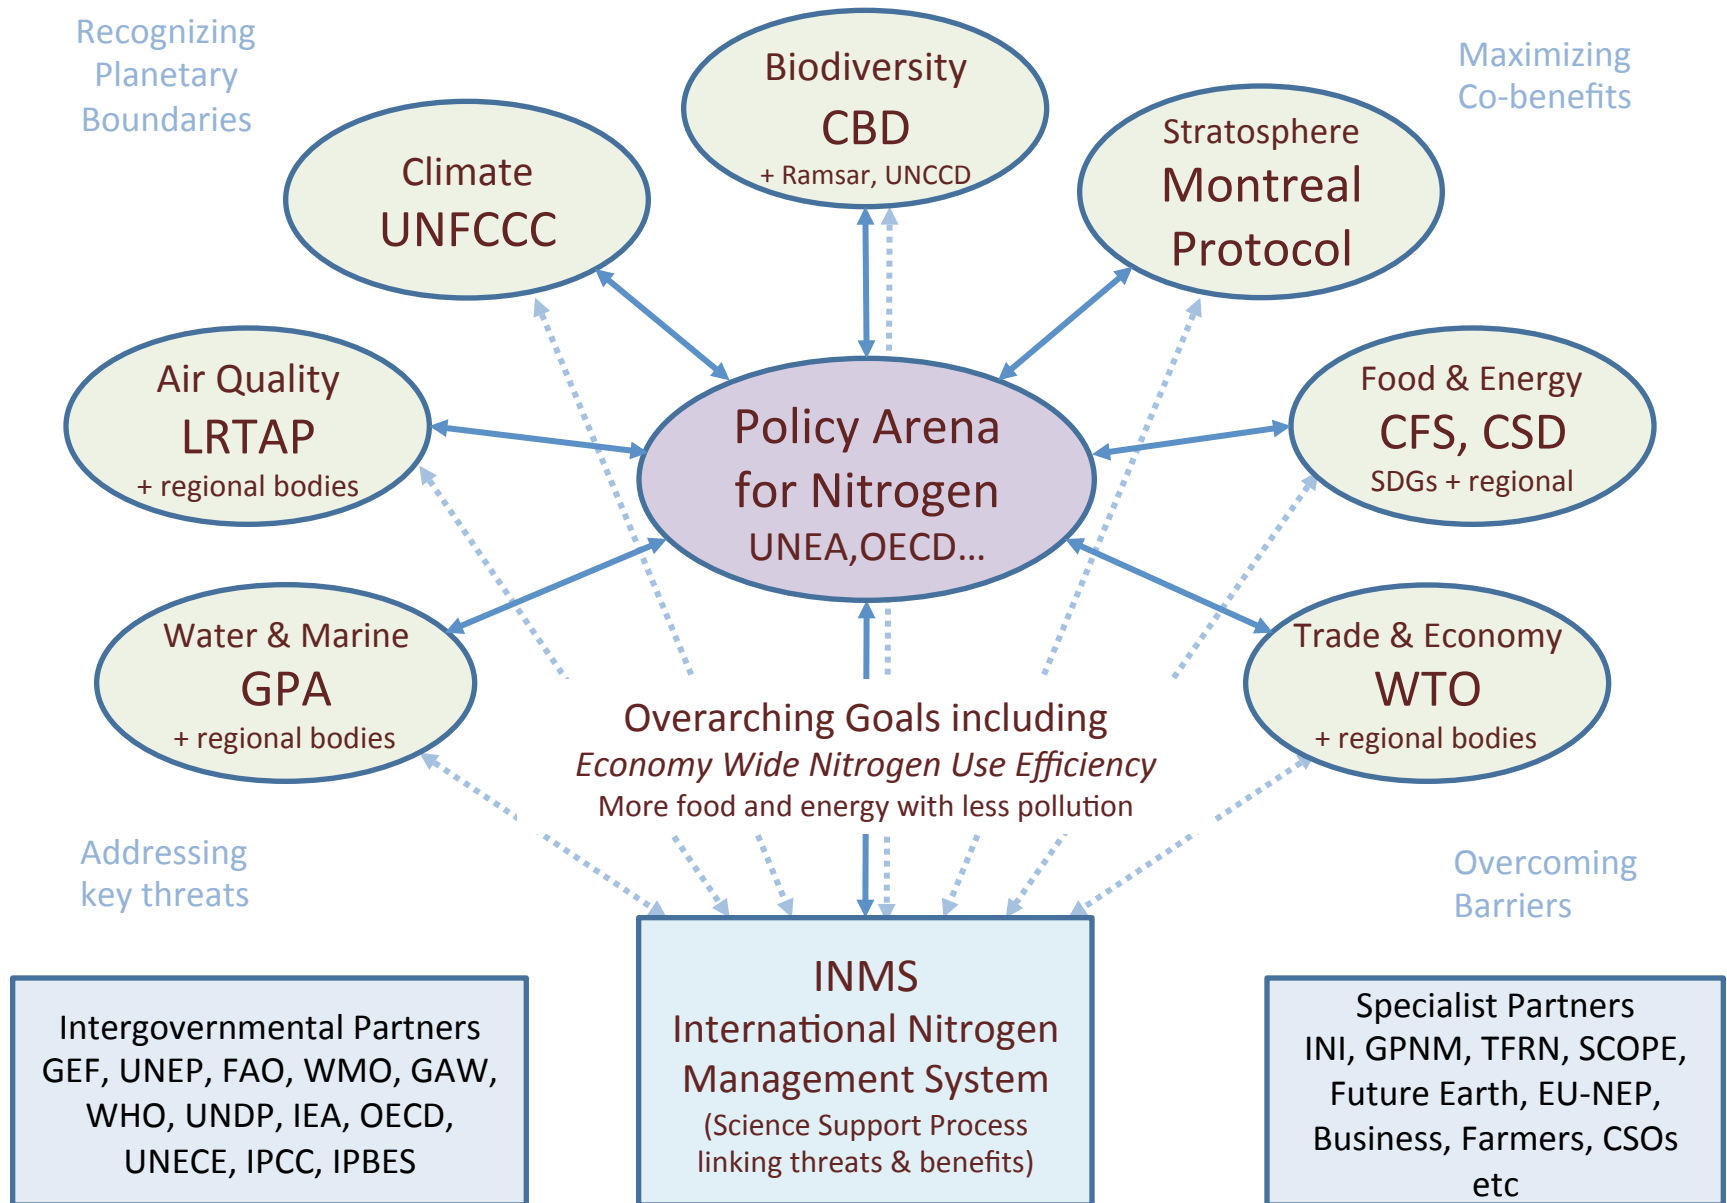 Recognizing
Planetary
Boundaries
Biodiversity
CBD
+ Ramsar, UNCCD
Maximizing
Co-benefits
Climate
UNFCCC
Stratosphere
Montreal
Protocol
Air Quality
LRTAP
+ regional bodies
Policy Arena
for Nitrogen
UNEA,OECD...
Food & Energy
CFS, CSD
SDGs + regional
Water & Marine
GPA
+ regional bodies
Trade & Economy
WTO
+ regional bodies
Overarching Goals including
Economy Wide Nitrogen Use Efficiency
More food and energy with less pollution
Addressing
key threats
Overcoming
Barriers
Intergovernmental Partners
GEF, UNEP, FAO, WMO, GAW,
WHO, UNDP, IEA, OECD,
UNECE, IPCC, IPBES
INMS
International Nitrogen
Management System
(Science Support Process
linking threats & benefits)
Specialist Partners
INI, GPNM, TFRN, SCOPE,
Future Earth, EU-NEP,
Business, Farmers, CSOs
etc